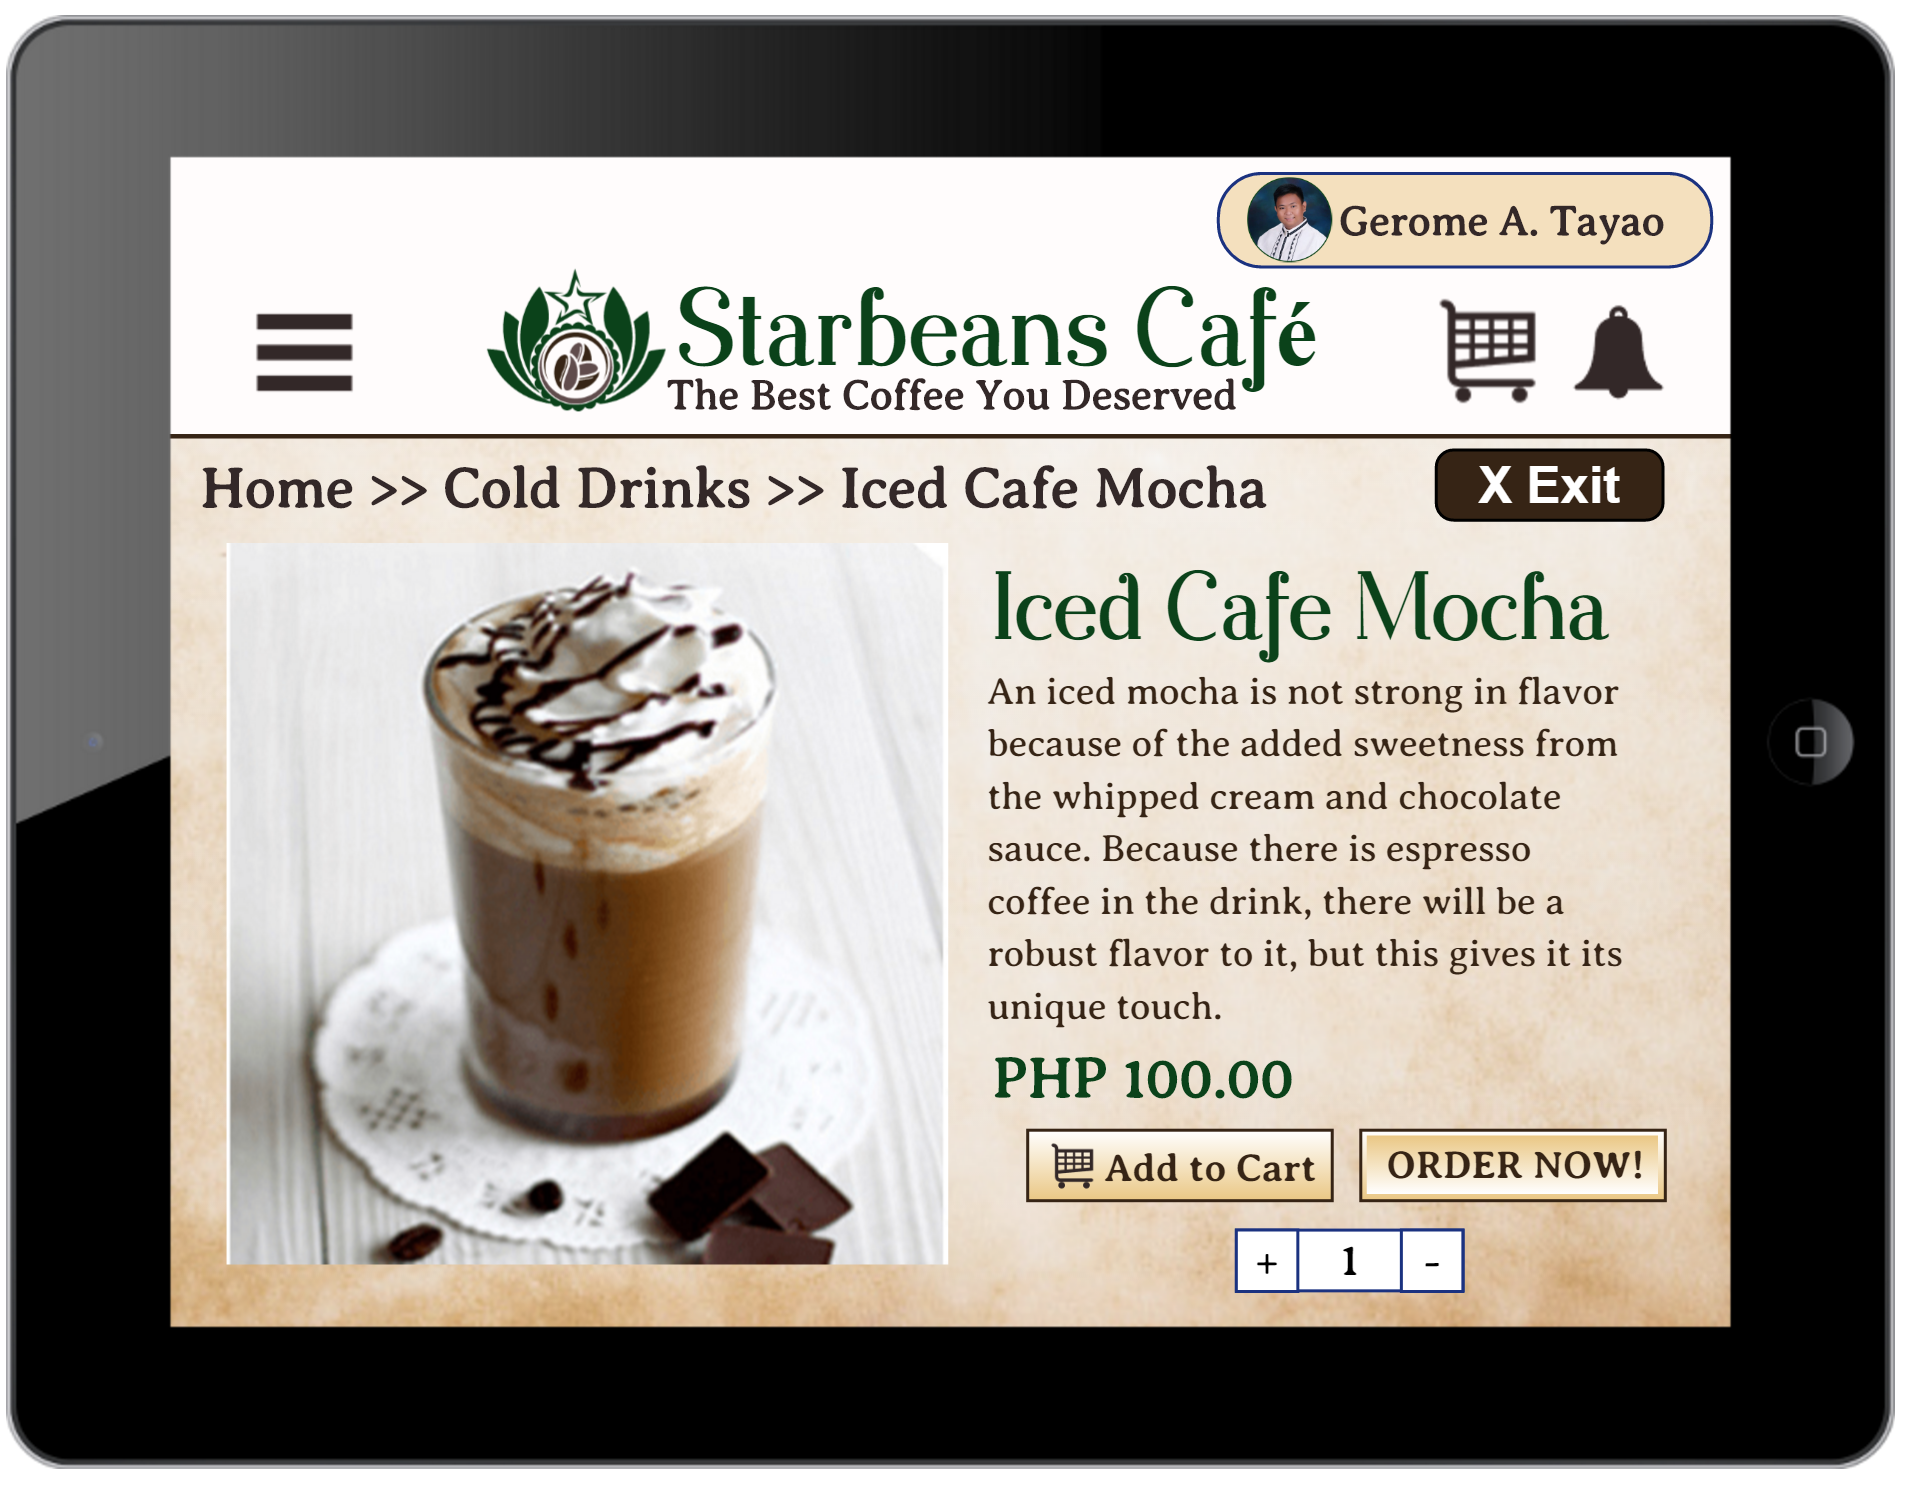 Gerome A. Tayao
Starbeans Café
The Best Coffee You Deserved
Home >> Cold Drinks >> Iced Cafe Mocha
X Exit
Iced Cafe Mocha
An iced mocha is not strong in flavor
because of the added sweetness from
the whipped cream and chocolate
sauce. Because there is espresso
coffee in the drink, there will be a
robust flavor to it, but this gives it its
unique touch.
PHP 100.00
Add to Cart
ORDER NOW!
+ 1 -